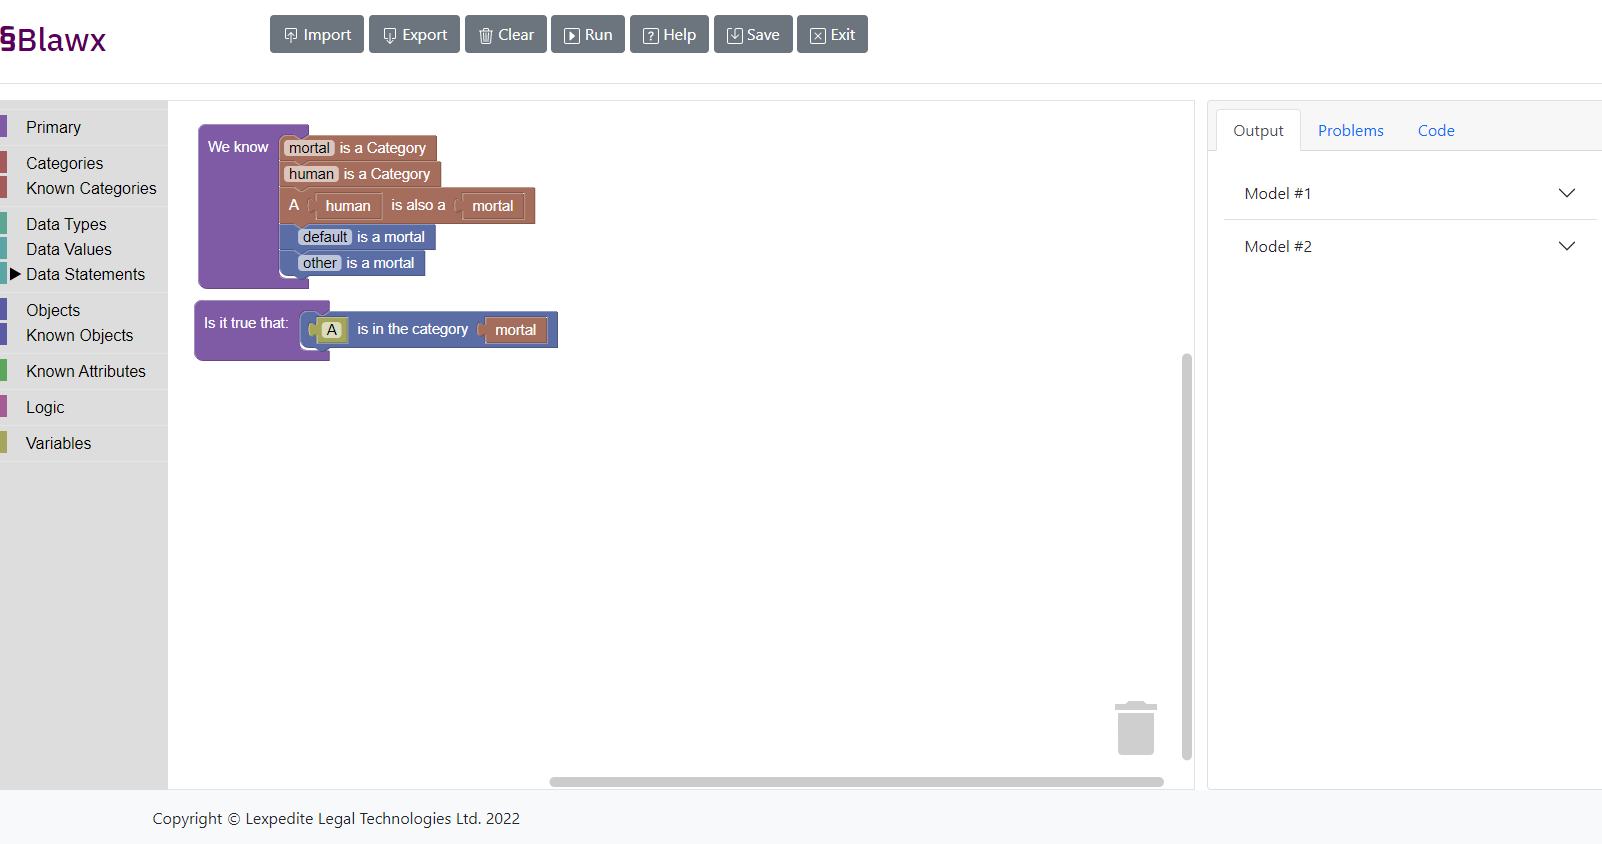 §Blawx
Import Export Clear Run Help Save Exit
Primary
Categories
Known Categories
Data Types
Data Values
Data Statements
Objects
Known Objects
Known Attributes
Logic
Variables
We know
mortal is a Category
human is a Category
A human is also a mortal
default is a mortal
other is a mortal
Is it true that: A is in the category mortal
Output Problems Code
Model #1
Model #2
Copyright © Lexpedite Legal Technologies Ltd. 2022